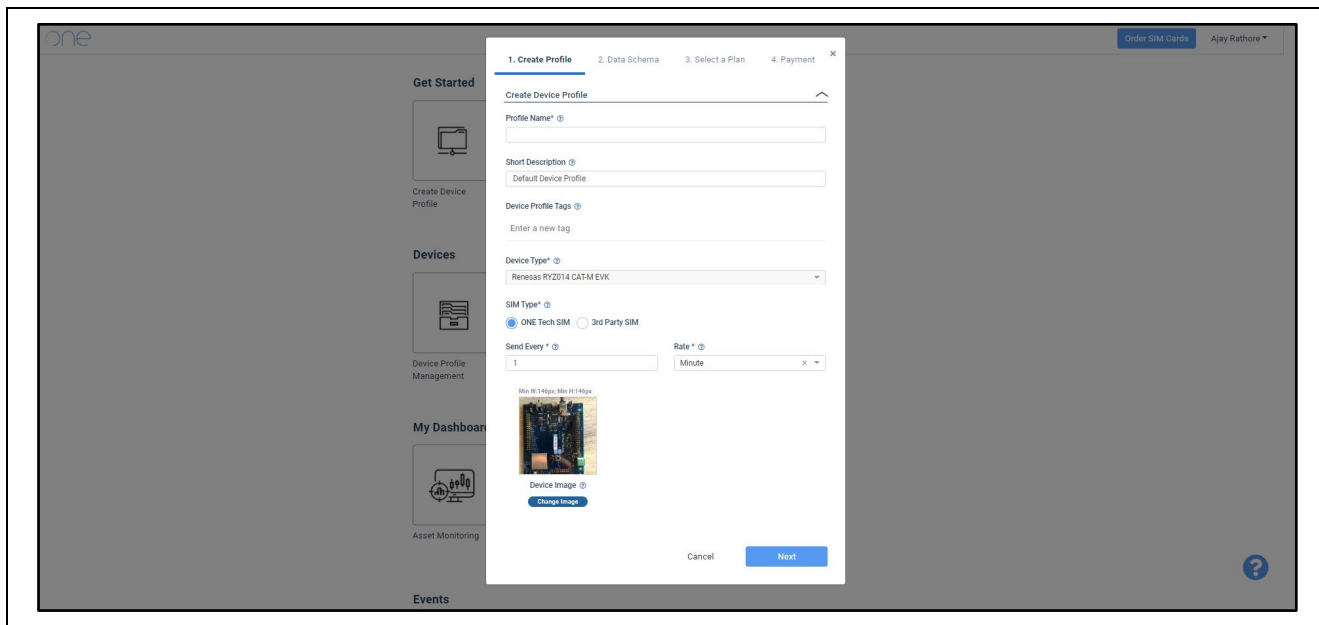 one
Order SIM Cards
Ajay Rathore
1. Create Profile 2. Data Schema 3. Select a Plan 4. Payment ×
Get Started
Create Device Profile
Profile Name*
Short Description
Default Device Profile
Create Device
Profile
Device Profile Tags
Enter a new tag
Devices
Device Type*
Renesas RYZ014 CAT-M EVK
SIM Type*
ONE Tech SIM 3rd Party SIM
Send Every * Rate *
1 Minute ×
Device Profile
Management
Min W:146px; Min H:146px
My Dashboar
Device Image
Change Image
Asset Monitoring
Cancel Next
?
Events